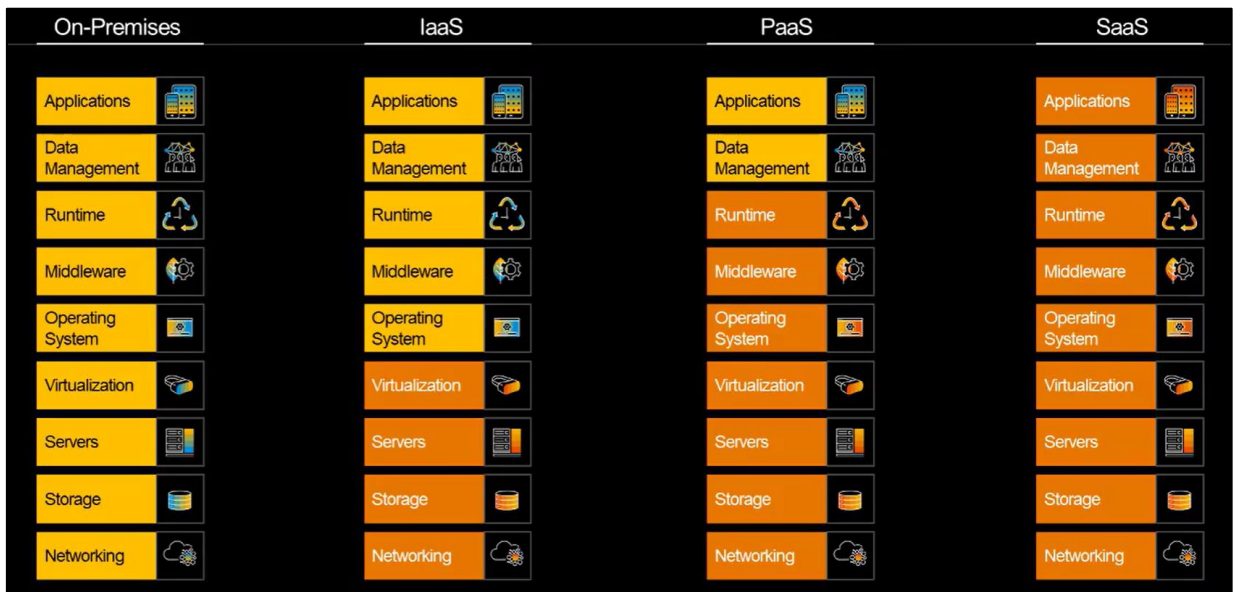 On-Premises
IaaS
PaaS
SaaS
Applications
Applications
Applications
Applications
Data
Management
Data
Management
Data
Management
Data
Management
Runtime
Runtime
Runtime
Runtime
Middleware
Middleware
Middleware
Middleware
Operating
System
Operating
System
Operating
System
Operating
System
Virtualization
Virtualization
Virtualization
Virtualization
Servers
Servers
Servers
Servers
Storage
Storage
Storage
Storage
Networking
Networking
Networking
Networking